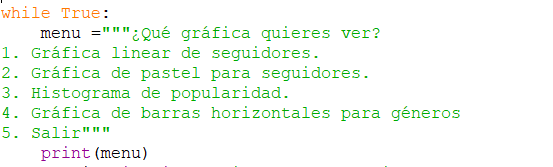 while True:
    menu ="""¿Qué gráfica quieres ver?
1. Gráfica linear de seguidores.
2. Gráfica de pastel para seguidores.
3. Histograma de popularidad.
4. Gráfica de barras horizontales para géneros
5. Salir"""
    print(menu)